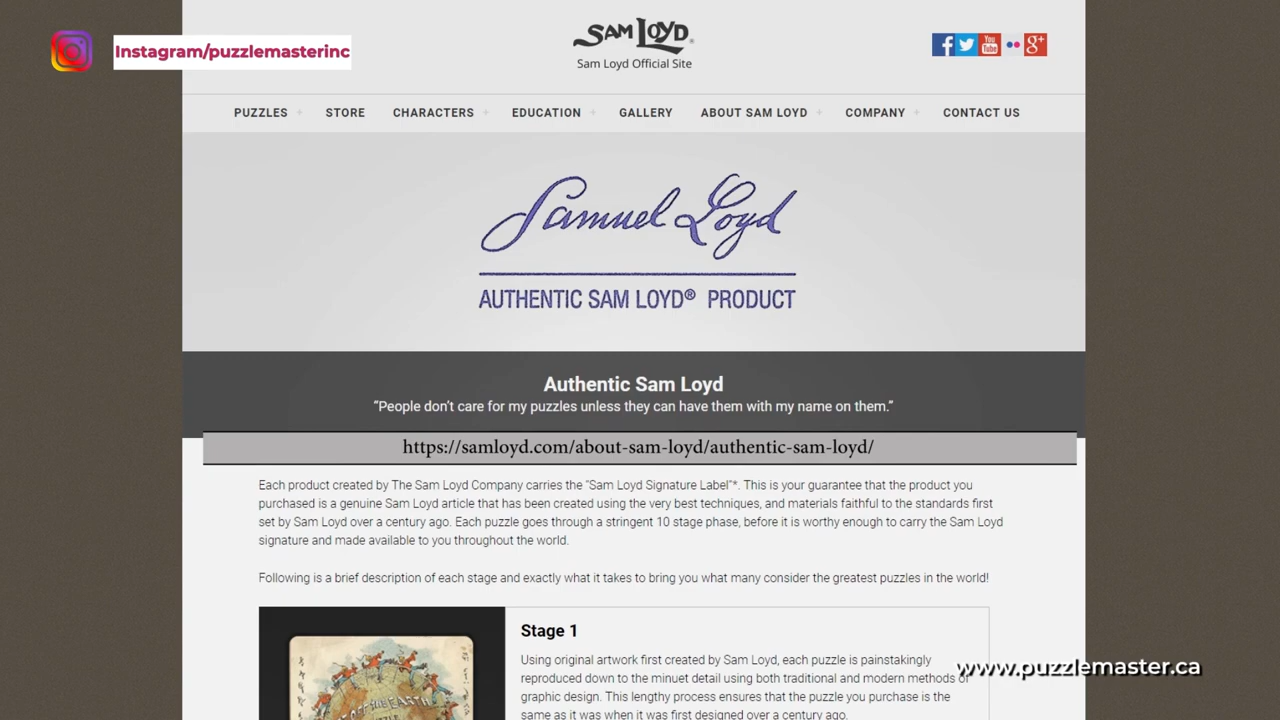 Instagram/puzzlemasterinc
SAM LOYD®
Sam Loyd Official Site
f You Tube g+
PUZZLES + STORE CHARACTERS + EDUCATION + GALLERY ABOUT SAM LOYD + COMPANY + CONTACT US
Samuel Loyd
AUTHENTIC SAM LOYD® PRODUCT
Authentic Sam Loyd
“People don’t care for my puzzles unless they can have them with my name on them.”
https://samloyd.com/about-sam-loyd/authentic-sam-loyd/
Each product created by The Sam Loyd Company carries the “Sam Loyd Signature Label”*. This is your guarantee that the product you
purchased is a genuine Sam Loyd article that has been created using the very best techniques, and materials faithful to the standards first
set by Sam Loyd over a century ago. Each puzzle goes through a stringent 10 stage phase, before it is worthy enough to carry the Sam Loyd
signature and made available to you throughout the world.
Following is a brief description of each stage and exactly what it takes to bring you what many consider the greatest puzzles in the world!
Stage 1
Using original artwork first created by Sam Loyd, each puzzle is painstakingly
reproduced down to the minuet detail using both traditional and modern methods of
graphic design. This lengthy process ensures that the puzzle you purchase is the
same as it was when it was first designed over a century ago.
OFF THE EARTH
www.puzzlemaster.ca